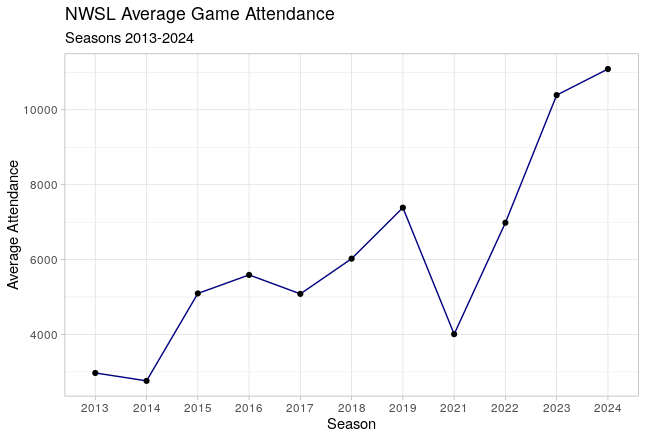 NWSL Average Game Attendance
Seasons 2013-2024
Average Attendance
10000
8000
6000
4000
2013 2014 2015 2016 2017 2018 2019 2021 2022 2023 2024
Season